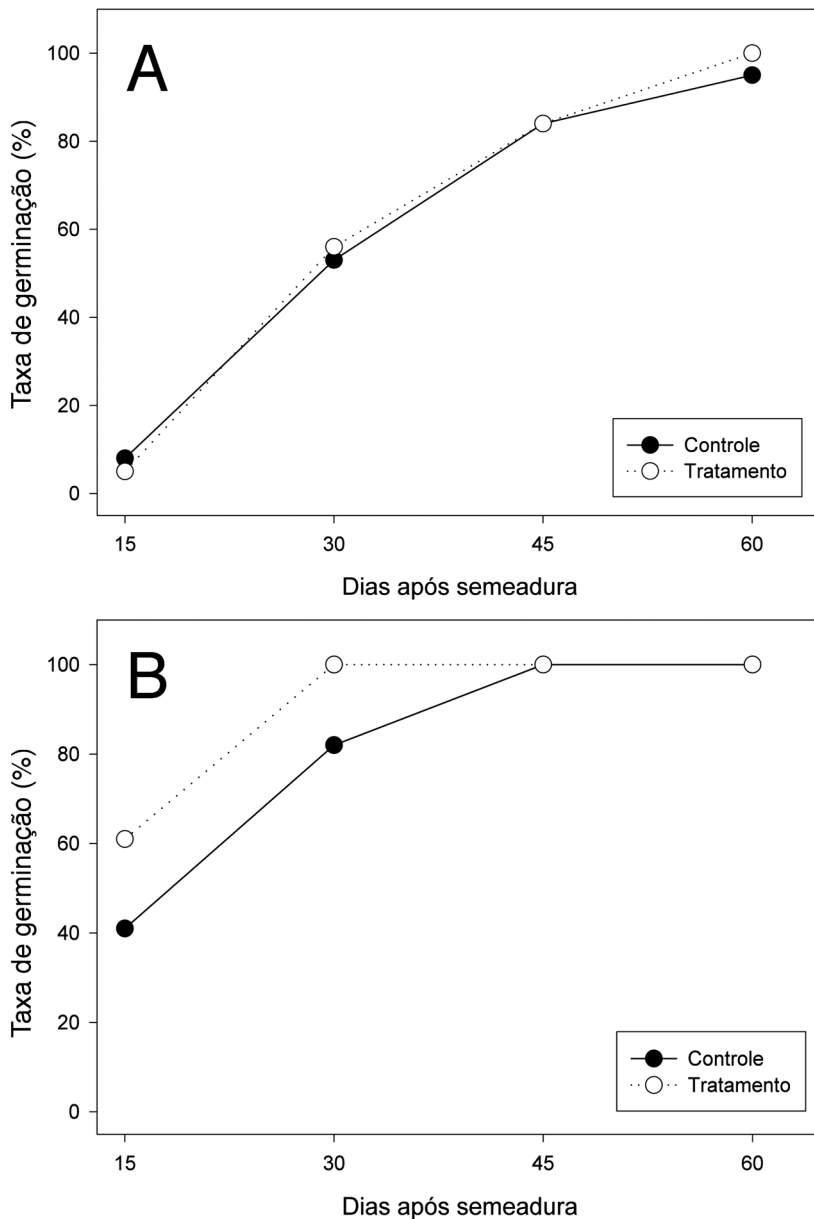 A
Taxa de germinação (%)
100
80
60
40
20
0
Controle
Tratamento
15 30 45 60
Dias após semeadura
B
Taxa de germinação (%)
100
80
60
40
20
0
Controle
Tratamento
15 30 45 60
Dias após semeadura